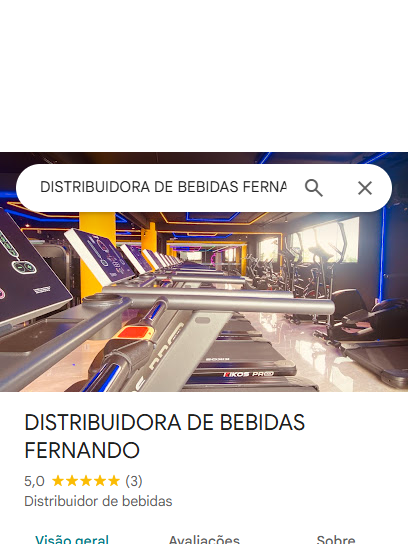 DISTRIBUIDORA DE BEBIDAS FERNA
KIKOS PRO
DISTRIBUIDORA DE BEBIDAS
FERNANDO
5,0 ★★★★★ (3)
Distribuidor de bebidas
Visão geral Avaliações Sobre